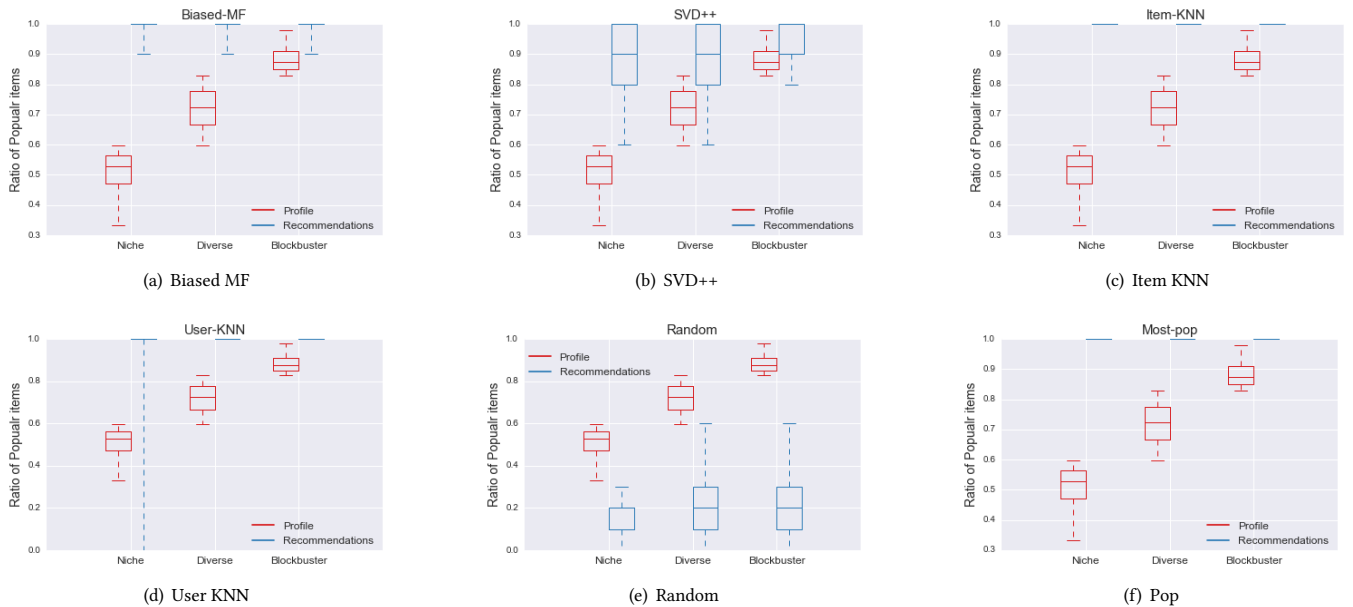 Biased-MF
1.0
0.9
0.8
0.7
0.6
0.5
0.4
0.3
Ratio of Popualr items
Profile
Recommendations
Niche Diverse Blockbuster
(a) Biased MF
SVD++
1.0
0.9
0.8
0.7
0.6
0.5
0.4
0.3
Ratio of Popualr items
Profile
Recommendations
Niche Diverse Blockbuster
(b) SVD++
Item-KNN
1.0
0.9
0.8
0.7
0.6
0.5
0.4
0.3
Ratio of Popualr items
Profile
Recommendations
Niche Diverse Blockbuster
(c) Item KNN
User-KNN
1.0
0.8
0.6
0.4
0.2
0.0
Ratio of Popualr items
Profile
Recommendations
Niche Diverse Blockbuster
(d) User KNN
Random
1.0
0.8
0.6
0.4
0.2
0.0
Ratio of Popualr items
Profile
Recommendations
Niche Diverse Blockbuster
(e) Random
Most-pop
1.0
0.9
0.8
0.7
0.6
0.5
0.4
0.3
Ratio of Popualr items
Profile
Recommendations
Niche Diverse Blockbuster
(f) Pop